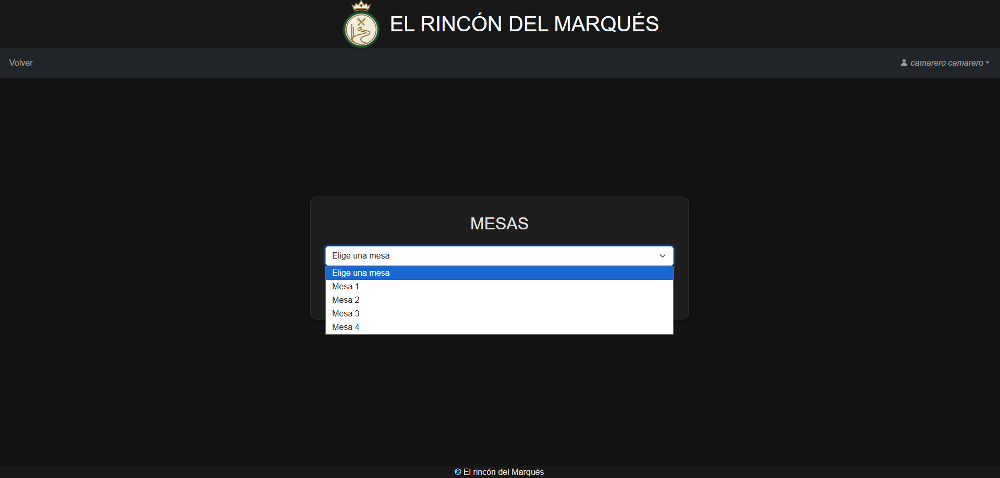 EL RINCÓN DEL MARQUÉS
Volver
camarero camarero
MESAS
Elige una mesa
Elige una mesa
Mesa 1
Mesa 2
Mesa 3
Mesa 4
© El rincón del Marqués